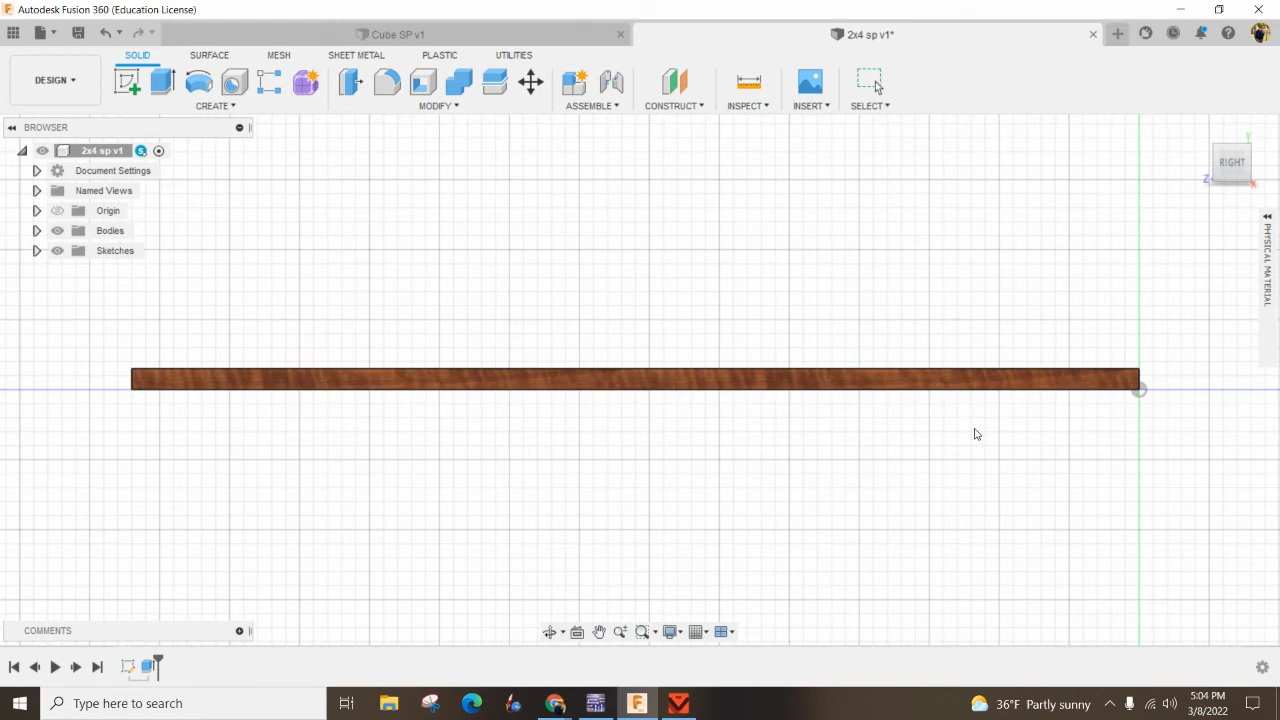 Autodesk Fusion 360 (Education License)
Cube SP v1
2x4 sp v1*
SOLID SURFACE MESH SHEET METAL PLASTIC UTILITIES
DESIGN
CREATE MODIFY ASSEMBLE CONSTRUCT INSPECT INSERT SELECT
BROWSER
2x4 sp v1
Document Settings
Named Views
Origin
Bodies
Sketches
Y
RIGHT
Z
X
PHYSICAL MATERIAL
COMMENTS
Type here to search
36°F Partly sunny
5:04 PM
3/8/2022